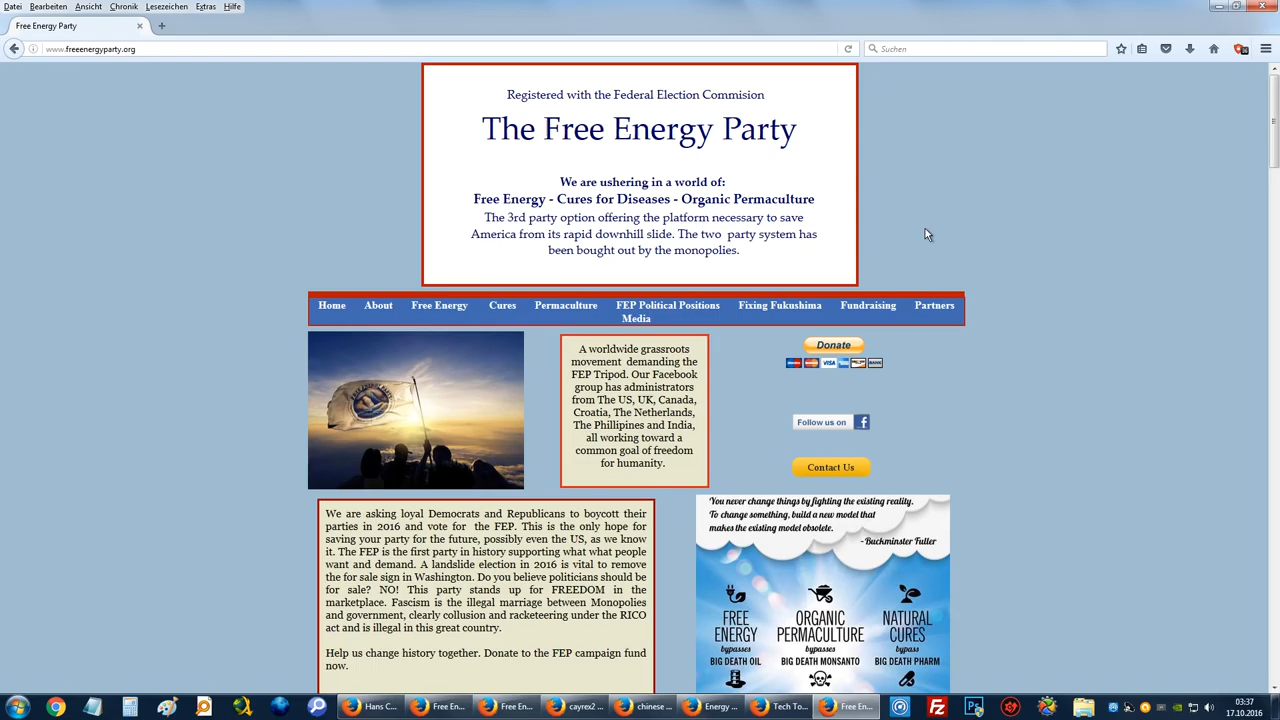 Datei Bearbeiten Ansicht Chronik Lesezeichen Extras Hilfe
Free Energy Party
www.freeenergyparty.org
Suchen
Registered with the Federal Election Commision
The Free Energy Party
We are ushering in a world of:
Free Energy - Cures for Diseases - Organic Permaculture
The 3rd party option offering the platform necessary to save
America from its rapid downhill slide. The two party system has
been bought out by the monopolies.
Home About Free Energy Cures Permaculture FEP Political Positions Fixing Fukushima Fundraising Partners
Media
A worldwide grassroots
movement demanding the
FEP Tripod. Our Facebook
group has administrators
from The US, UK, Canada,
Croatia, The Netherlands,
The Phillipines and India,
all working toward a
common goal of freedom
for humanity.
Donate
VISA
BANK
Follow us on f
Contact Us
We are asking loyal Democrats and Republicans to boycott their
parties in 2016 and vote for the FEP. This is the only hope for
saving your party for the future, possibly even the US, as we know
it. The FEP is the first party in history supporting what what people
want and demand. A landslide election in 2016 is vital to remove
the for sale sign in Washington. Do you believe politicians should be
for sale? NO! This party stands up for FREEDOM in the
marketplace. Fascism is the illegal marriage between Monopolies
and government, clearly collusion and racketeering under the RICO
act and is illegal in this great country.
Help us change history together. Donate to the FEP campaign fund
now.
You never change things by fighting the existing reality.
To change something, build a new model that
makes the existing model obsolete.
- Buckminster Fuller
FREE
ENERGY
bypasses
BIG DEATH OIL
ORGANIC
PERMACULTURE
bypasses
BIG DEATH MONSANTO
NATURAL
CURES
bypass
BIG DEATH PHARM
Hans C... Free En... Free En... cayrex2 ... chinese ... Energy ... Tech To... Free En...
03:37
17.10.2016